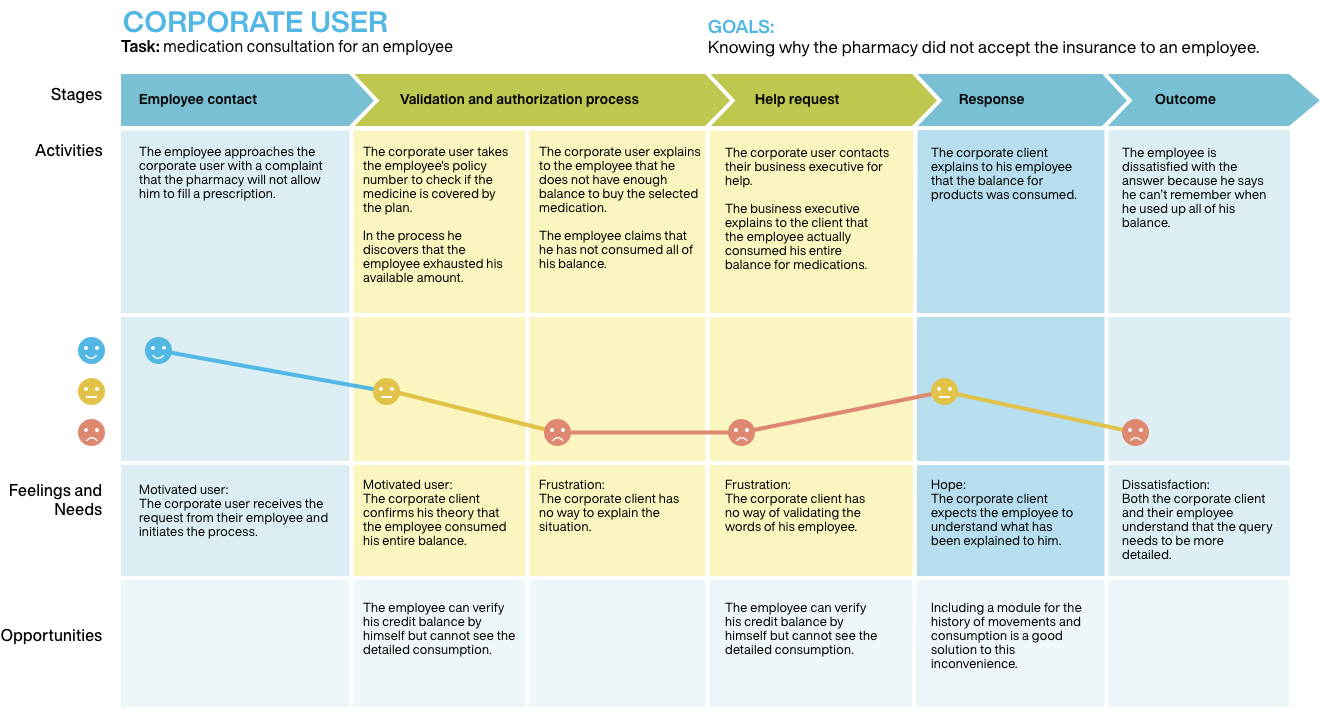 CORPORATE USER
Task: medication consultation for an employee
GOALS:
Knowing why the pharmacy did not accept the insurance to an employee.
Stages
Employee contact
Validation and authorization process
Help request
Response
Outcome
Activities
The employee approaches the
corporate user with a complaint
that the pharmacy will not allow
him to fill a prescription.
The corporate user takes
the employee's policy
number to check if the
medicine is covered by
the plan.
In the process he
discovers that the
employee exhausted his
available amount.
The corporate user explains
to the employee that he
does not have enough
balance to buy the selected
medication.
The employee claims that
he has not consumed all of
his balance.
The corporate user contacts
their business executive for
help.
The business executive
explains to the client that
the employee actually
consumed his entire
balance for medications.
The corporate client
explains to his employee
that the balance for
products was consumed.
The employee is
dissatisfied with the
answer because he says
he can't remember when
he used up all of his
balance.
Feelings and
Needs
Motivated user:
The corporate user receives the
request from their employee and
initiates the process.
Motivated user:
The corporate client
confirms his theory that
the employee consumed
his entire balance.
Frustration:
The corporate client has
no way to explain the
situation.
Frustration:
The corporate client has
no way of validating the
words of his employee.
Hope:
The corporate client
expects the employee to
understand what has
been explained to him.
Dissatisfaction:
Both the corporate client
and their employee
understand that the query
needs to be more
detailed.
Opportunities
The employee can verify
his credit balance by
himself but cannot see the
detailed consumption.
The employee can verify
his credit balance by
himself but cannot see the
detailed consumption.
Including a module for the
history of movements and
consumption is a good
solution to this
inconvenience.